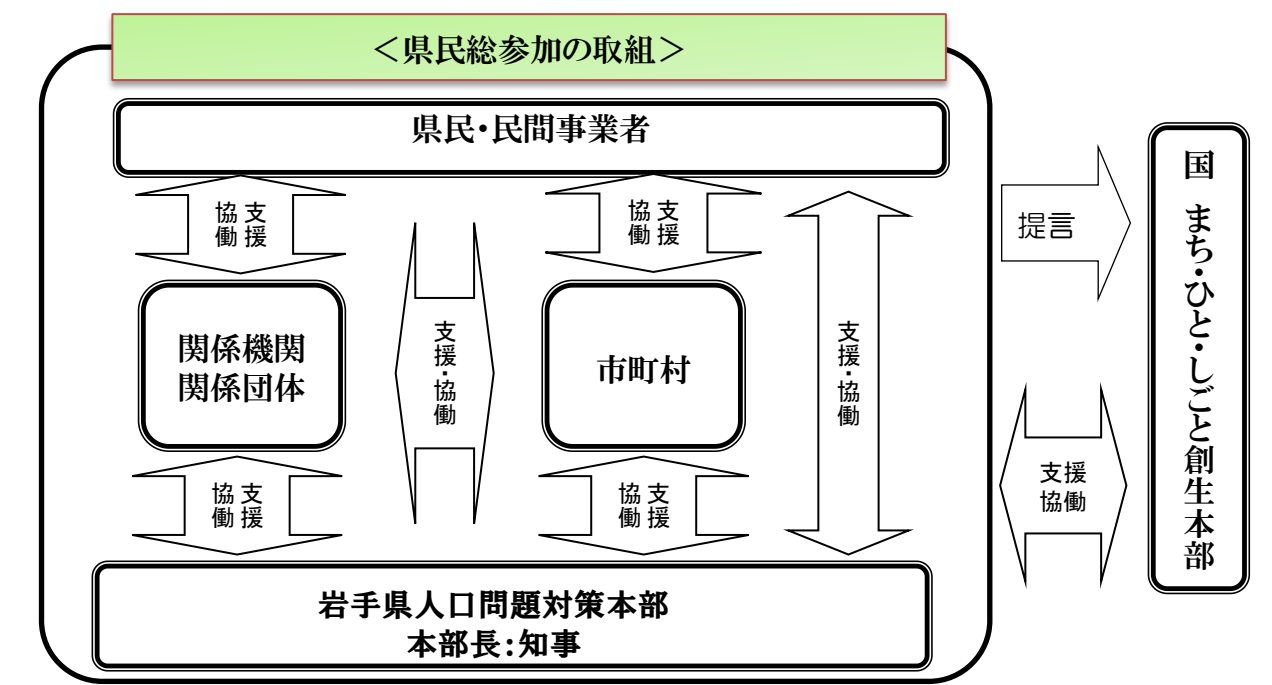 ＜県民総参加の取組＞
県民・民間事業者
支援
協働
支援
協働
関係機関
関係団体
支援・協働
市町村
支援・協働
支援
協働
支援
協働
岩手県人口問題対策本部
本部長：知事
提言
支援
協働
国　まち・ひと・しごと創生本部